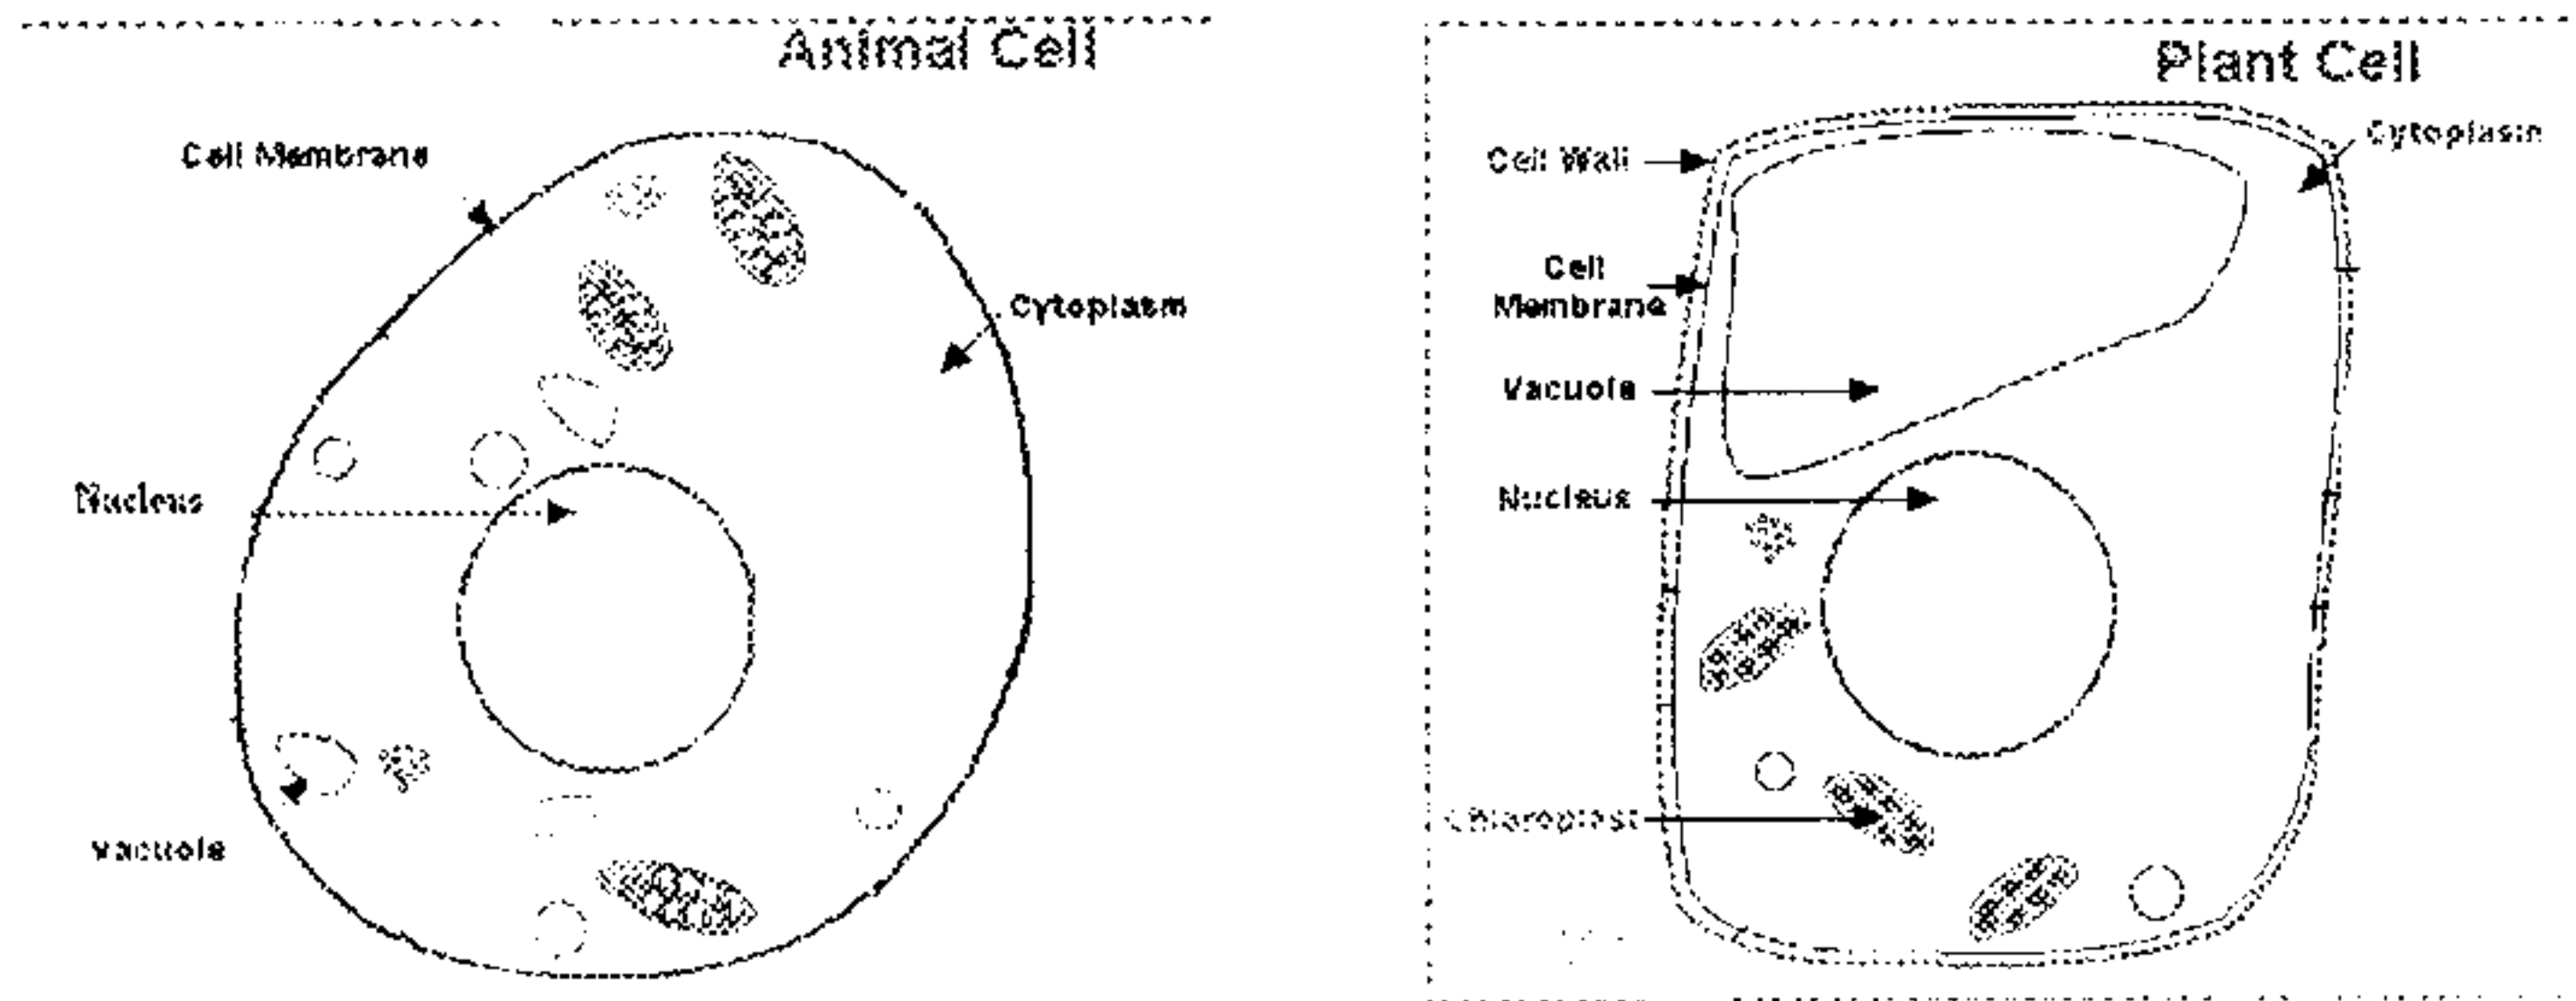 Animal Cell
Cell Membrane
Cytoplasm
Nucleus
Vacuole
Plant Cell
Cytoplasm
Cell Wall
Cell
Membrane
Vacuole
Nucleus
Chloroplast